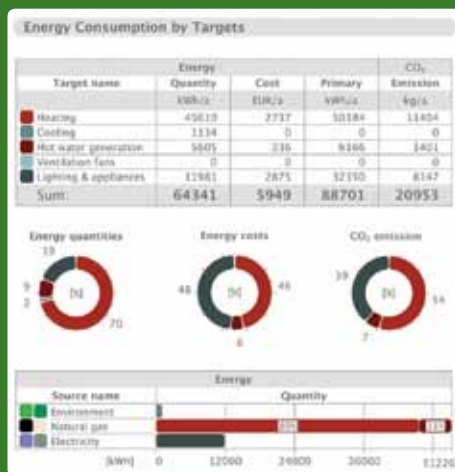 Energy Consumption by Targets
Energy CO₂
Target name Quantity Cost Primary Emission
kWh/a EUR/a kWh/a kg/a
Heating 45619 2737 50184 11404
Cooling 1134 0 0 0
Hot water generation 5605 336 6166 1401
Ventilation fans 0 0 0 0
Lighting & appliances 11981 2875 32350 8147
Sum: 64341 5949 88701 20953
Energy quantities Energy costs CO₂ emission
19
9
2
[%]
70
48
[%]
46
6
39
[%]
54
7
Energy
Source name Quantity
Environment
Natural gas
Electricity
[kWh] 0 12000 24000 36000 51226